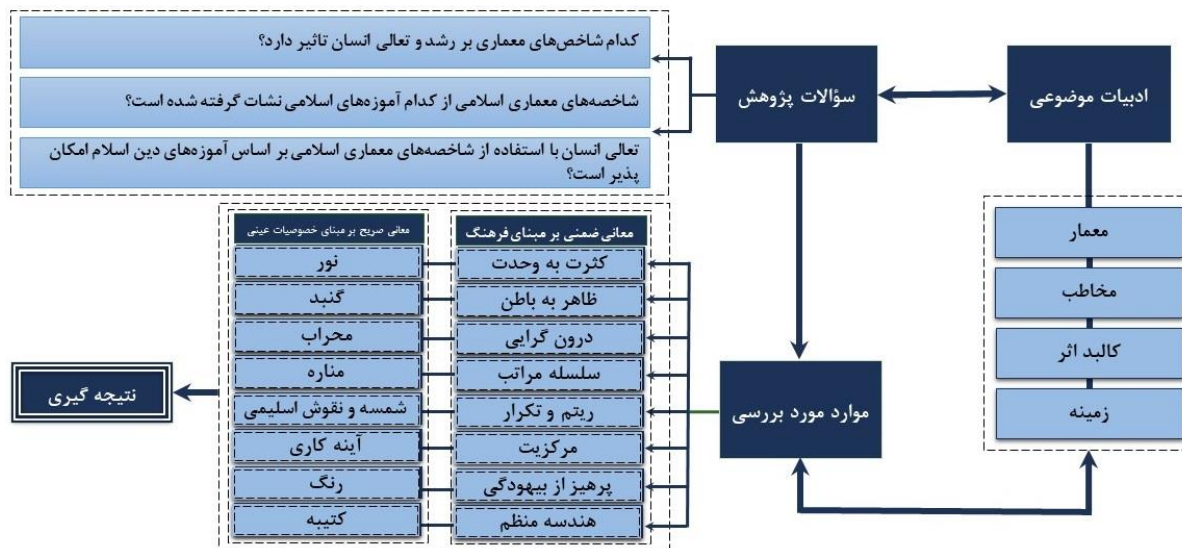 ادبیات موضوعی
معمار
مخاطب
کالبد اثر
زمینه
سؤالات پژوهش
کدام شاخص‌های معماری بر رشد و تعالی انسان تاثیر دارد؟
شاخصه‌های معماری اسلامی از کدام آموزه‌های اسلامی نشات گرفته شده است؟
تعالی انسان با استفاده از شاخصه‌های معماری اسلامی بر اساس آموزه‌های دین اسلام امکان
پذیر است؟
موارد مورد بررسی
معانی ضمنی بر مبنای فرهنگ
کثرت به وحدت
ظاهر به باطن
درون گرایی
سلسله مراتب
ریتم و تکرار
مرکزیت
پرهیز از بیهودگی
هندسه منظم
معانی صریح بر مبنای خصوصیات عینی
نور
گنبد
محراب
مناره
شمسه و نقوش اسلیمی
آینه کاری
رنگ
کتیبه
نتیجه گیری